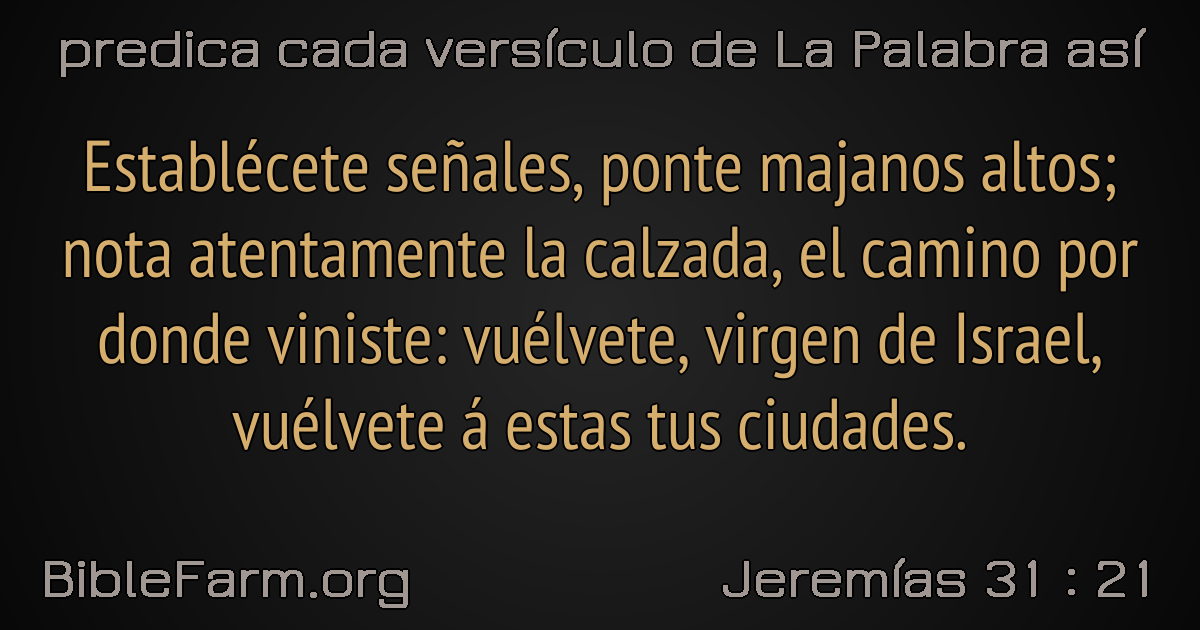 predica cada versículo de La Palabra así
Establécete señales, ponte majanos altos;
nota atentamente la calzada, el camino por
donde viniste: vuélvete, virgen de Israel,
vuélvete á estas tus ciudades.
BibleFarm.org
Jeremías 31 : 21